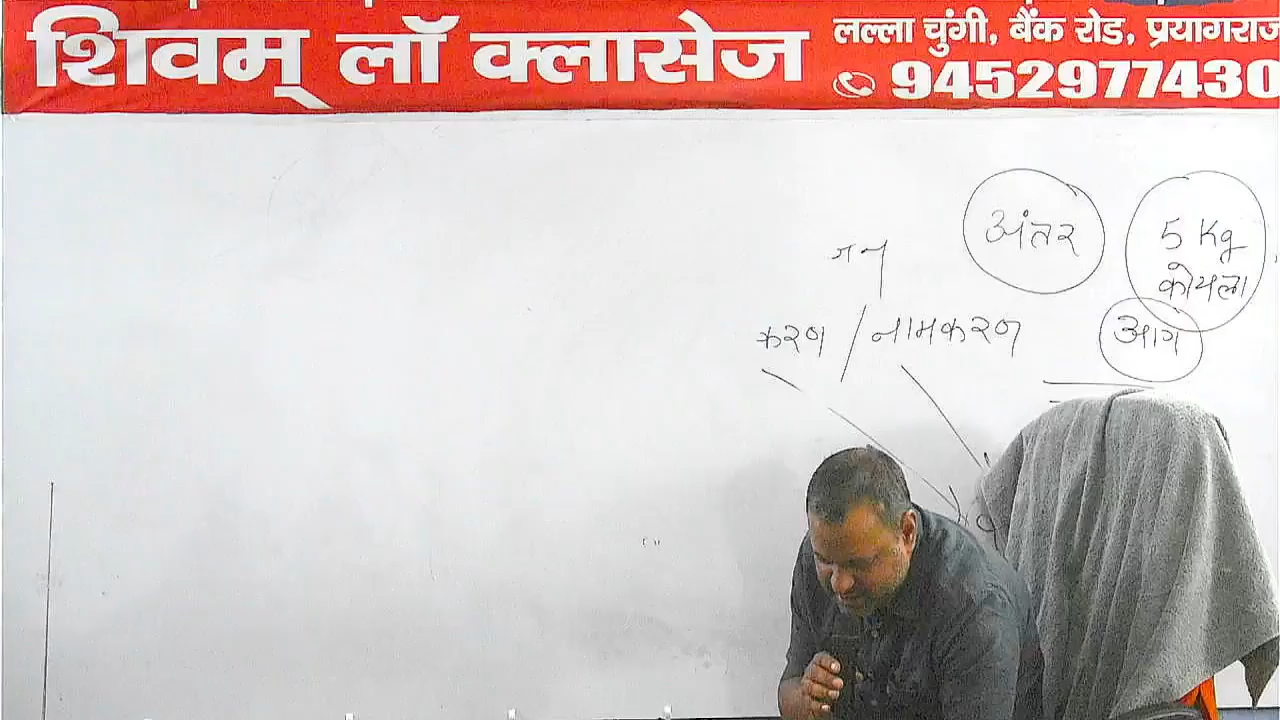 शिवम् लॉ क्लासेज
लल्ला चुंगी, बैंक रोड, प्रयागराज
9452977430
अंतर
5 Kg
कोयला
करण / नामकरण
आग